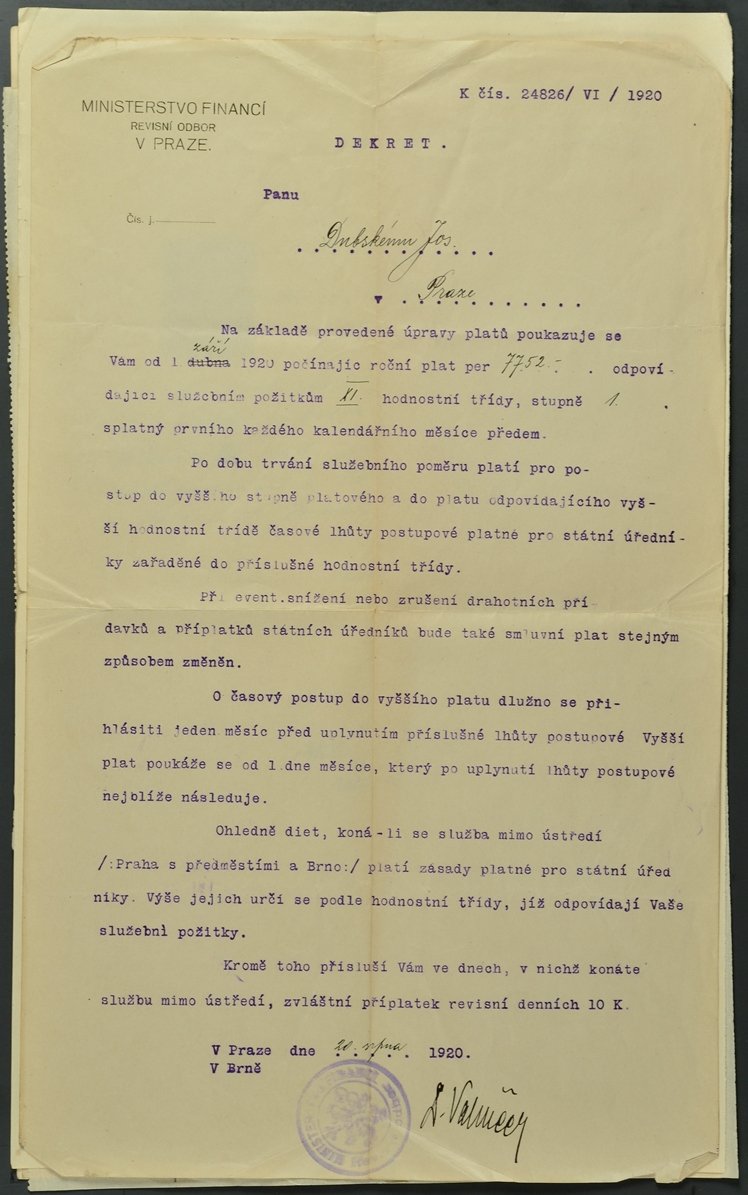 K čís. 24826/ VI / 1920
MINISTERSTVO FINANCÍ
REVISNÍ ODBOR
V PRAZE.
DEKRET.
Panu
Čís. j.
Dubskému Jos.
v Praze
Na základě provedené úpravy platů poukazuje se
září
Vám od 1 dubna 1920 počínajíc roční plat per 7752.- . odpoví-
dající služebním požitkům XI. hodnostní třídy, stupně 1. .
splatný prvního každého kalendářního měsíce předem.
Po dobu trvání služebního poměru platí pro po-
stup do vyššího stupně platového a do platu odpovídajícího vyš-
ší hodnostní třídě časové lhůty postupové platné pro státní úřední-
ky zařaděné do příslušné hodnostní třídy.
Při event.snížení nebo zrušení drahotních pří-
davků a příplatků státních úředníků bude také smluvní plat stejným
způsobem změněn.
O časový postup do vyššího platu dlužno se při-
hlásiti jeden měsíc před uplynutím příslušné lhůty postupové Vyšší
plat poukáže se od 1.dne měsíce, který po uplynutí lhůty postupové
nejblíže následuje.
Ohledně diet, koná-li se služba mimo ústředí
/:Praha s předměstími a Brno:/ platí zásady platné pro státní úřed
níky. Výše jejich určí se podle hodnostní třídy, jíž odpovídají Vaše
služební požitky.
Kromě toho přísluší Vám ve dnech, v nichž konáte
službu mimo ústředí, zvláštní příplatek revisní denních 10 K.
V Praze dne 20. srpna 1920.
V Brně